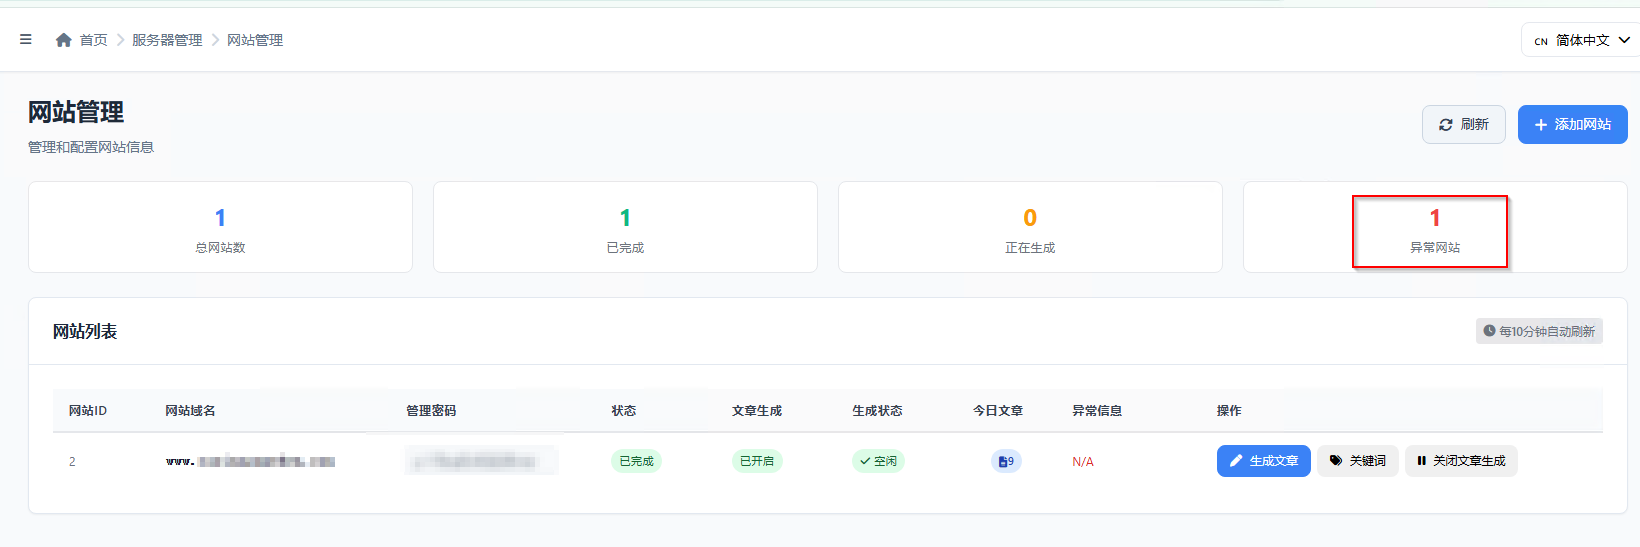 首页 服务器管理 网站管理
CN 简体中文
网站管理
管理和配置网站信息
刷新 添加网站
1 1 0 1
总网站数 已完成 正在生成 异常网站
网站列表 每10分钟自动刷新
网站ID 网站域名 管理密码 状态 文章生成 生成状态 今日文章 异常信息 操作
2 www. 已完成 已开启 空闲 9 N/A 生成文章 关键词 关闭文章生成